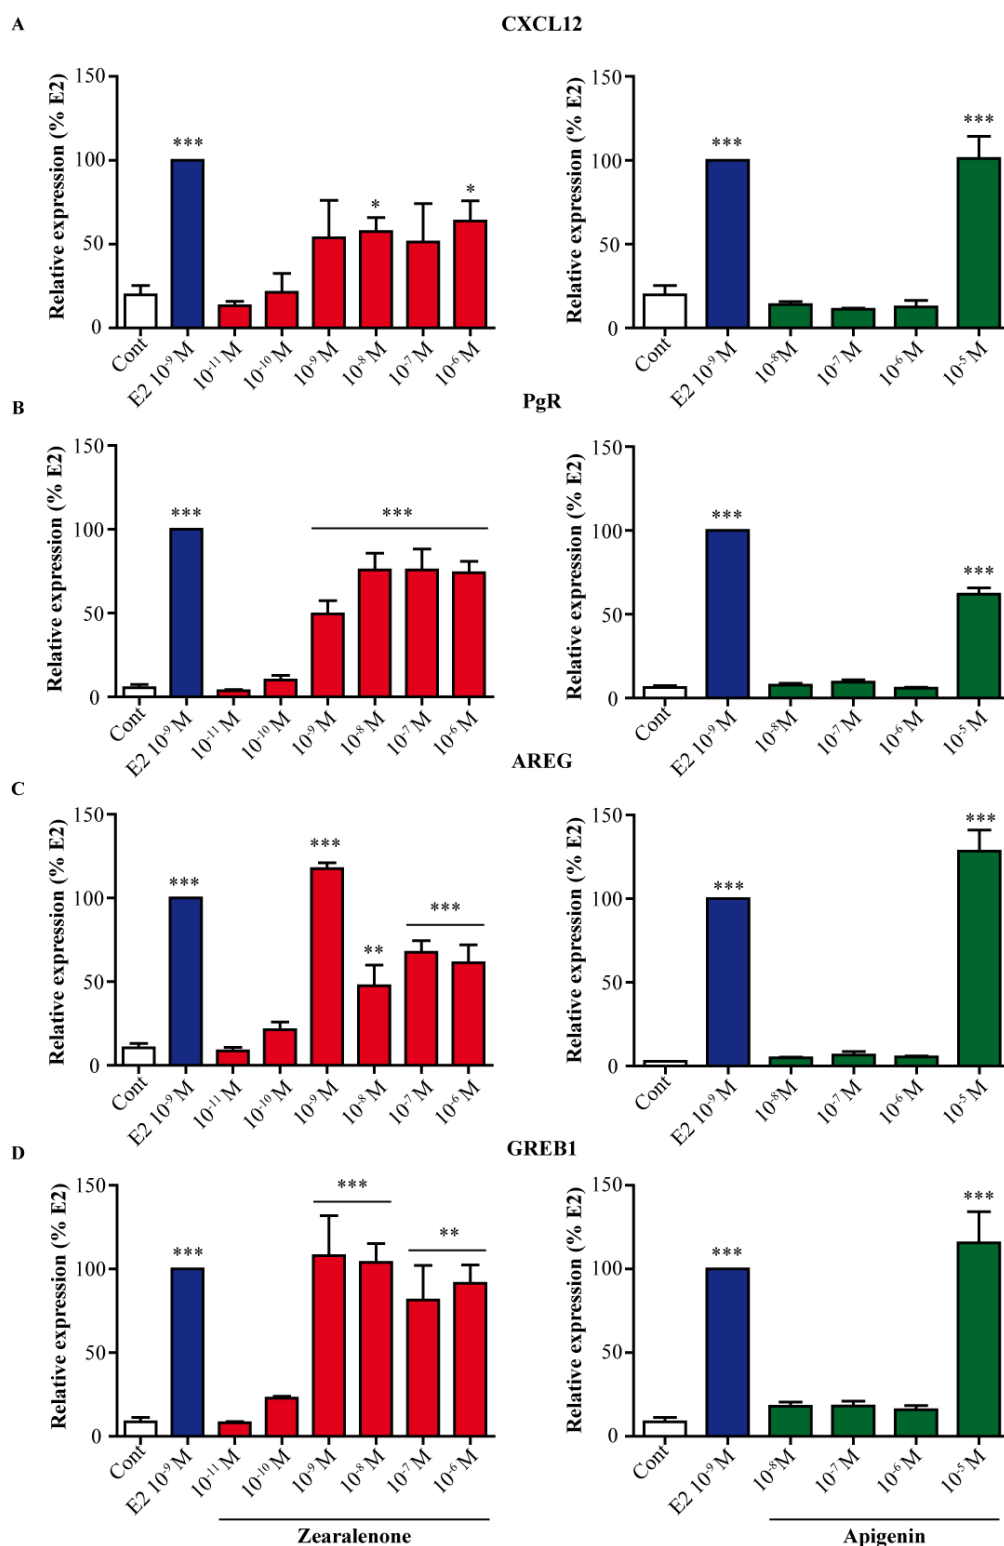 A
CXCL12
Relative expression (% E2)
150
100
50
0
***
*
*
Cont
E2 10⁻⁹ M
10⁻¹¹ M
10⁻¹⁰ M
10⁻⁹ M
10⁻⁸ M
10⁻⁷ M
10⁻⁶ M
Relative expression (% E2)
150
100
50
0
***
***
Cont
E2 10⁻⁹ M
10⁻⁸ M
10⁻⁷ M
10⁻⁶ M
10⁻⁵ M
B
PgR
Relative expression (% E2)
150
100
50
0
***
***
Cont
E2 10⁻⁹ M
10⁻¹¹ M
10⁻¹⁰ M
10⁻⁹ M
10⁻⁸ M
10⁻⁷ M
10⁻⁶ M
Relative expression (% E2)
150
100
50
0
***
***
Cont
E2 10⁻⁹ M
10⁻⁸ M
10⁻⁷ M
10⁻⁶ M
10⁻⁵ M
C
AREG
Relative expression (% E2)
150
100
50
0
***
***
**
***
Cont
E2 10⁻⁹ M
10⁻¹¹ M
10⁻¹⁰ M
10⁻⁹ M
10⁻⁸ M
10⁻⁷ M
10⁻⁶ M
Relative expression (% E2)
150
100
50
0
***
***
Cont
E2 10⁻⁹ M
10⁻⁸ M
10⁻⁷ M
10⁻⁶ M
10⁻⁵ M
D
GREB1
Relative expression (% E2)
150
100
50
0
***
***
**
Cont
E2 10⁻⁹ M
10⁻¹¹ M
10⁻¹⁰ M
10⁻⁹ M
10⁻⁸ M
10⁻⁷ M
10⁻⁶ M
Zearalenone
Relative expression (% E2)
150
100
50
0
***
***
Cont
E2 10⁻⁹ M
10⁻⁸ M
10⁻⁷ M
10⁻⁶ M
10⁻⁵ M
Apigenin